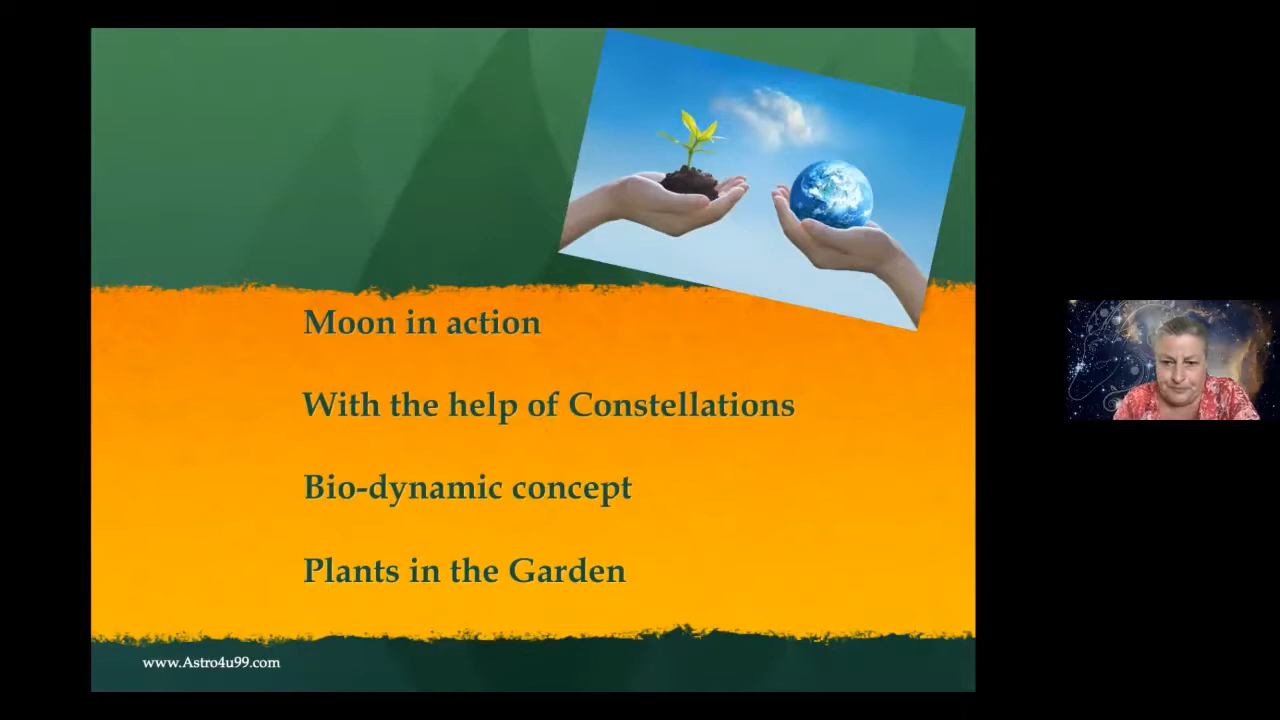 Moon in action
With the help of Constellations
Bio-dynamic concept
Plants in the Garden
www.Astro4u99.com